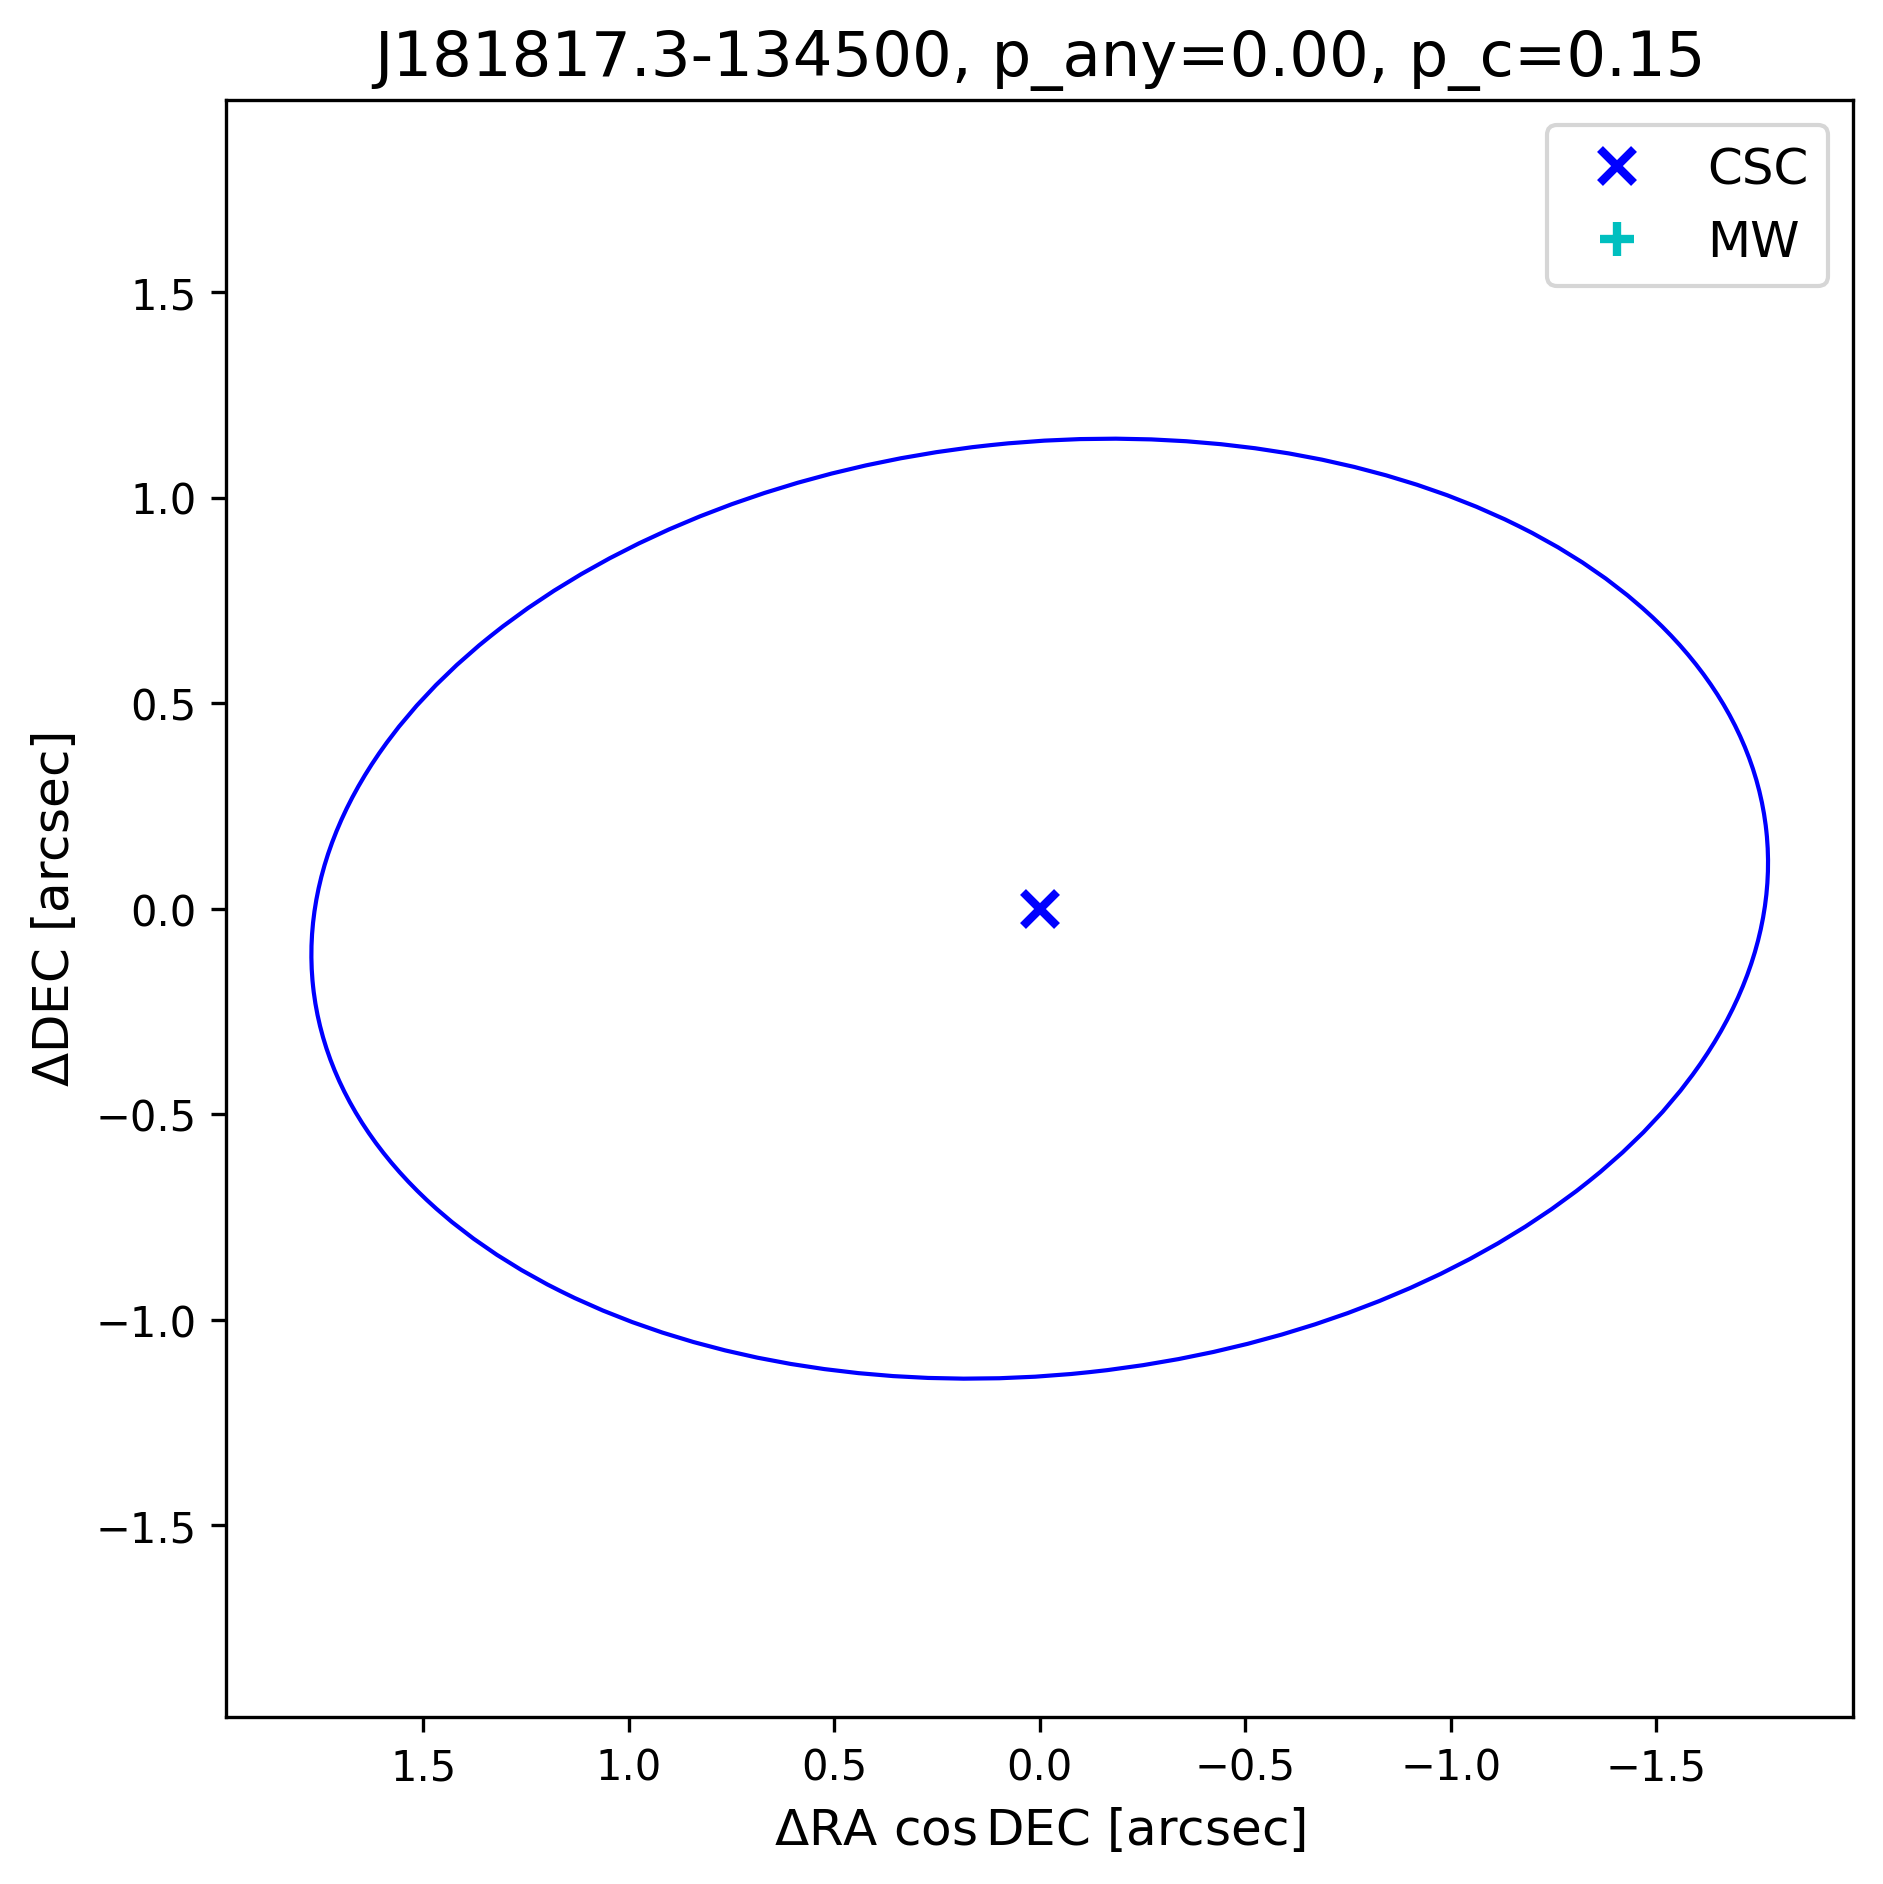 J181817.3-134500, p_any=0.00, p_c=0.15
CSC
MW
1.5
1.0
0.5
0.0
−0.5
−1.0
−1.5
ΔDEC [arcsec]
1.5 1.0 0.5 0.0 −0.5 −1.0 −1.5
ΔRA cos DEC [arcsec]